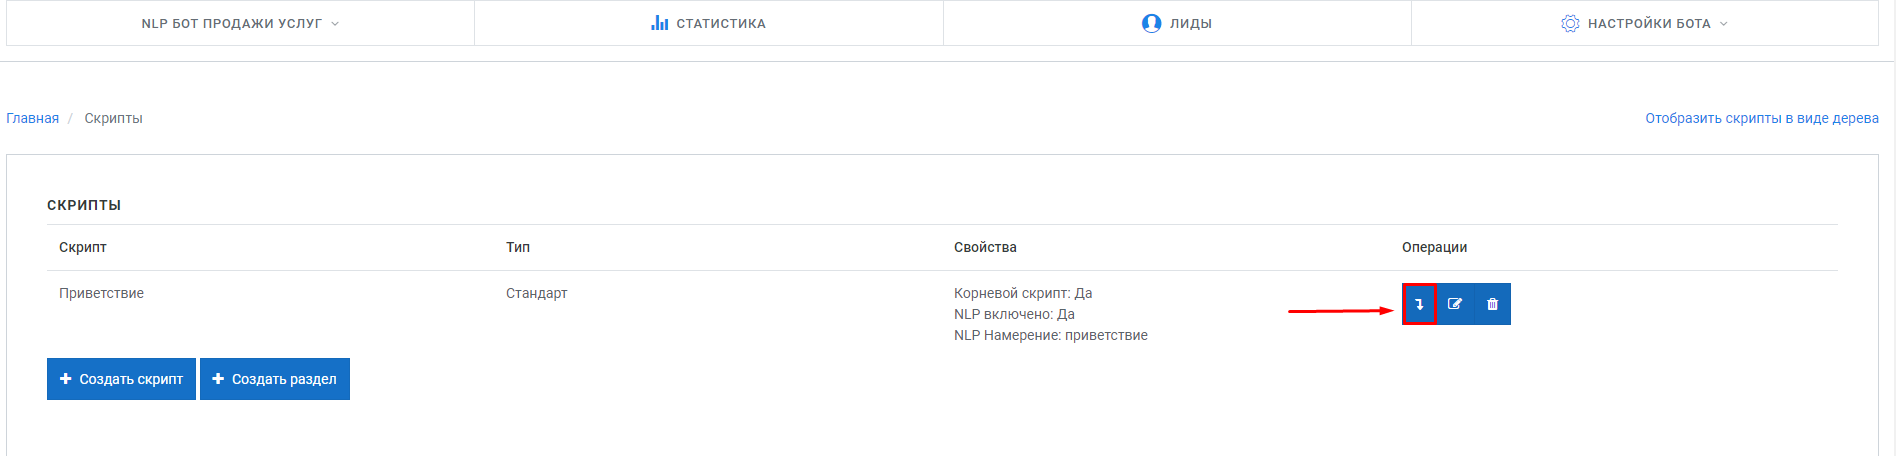 NLP БОТ ПРОДАЖИ УСЛУГ СТАТИСТИКА ЛИДЫ НАСТРОЙКИ БОТА
Главная / Скрипты Отобразить скрипты в виде дерева
СКРИПТЫ
Скрипт Тип Свойства Операции
Приветствие Стандарт Корневой скрипт: Да
NLP включено: Да
NLP Намерение: приветствие
Создать скрипт Создать раздел